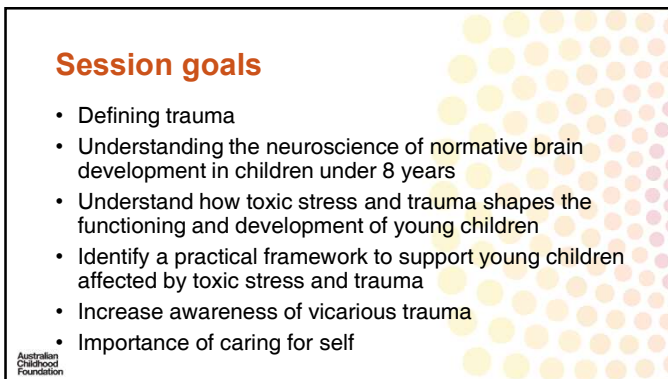 Session goals
• Defining trauma
• Understanding the neuroscience of normative brain
development in children under 8 years
• Understand how toxic stress and trauma shapes the
functioning and development of young children
• Identify a practical framework to support young children
affected by toxic stress and trauma
• Increase awareness of vicarious trauma
• Importance of caring for self
Australian
Childhood
Foundation